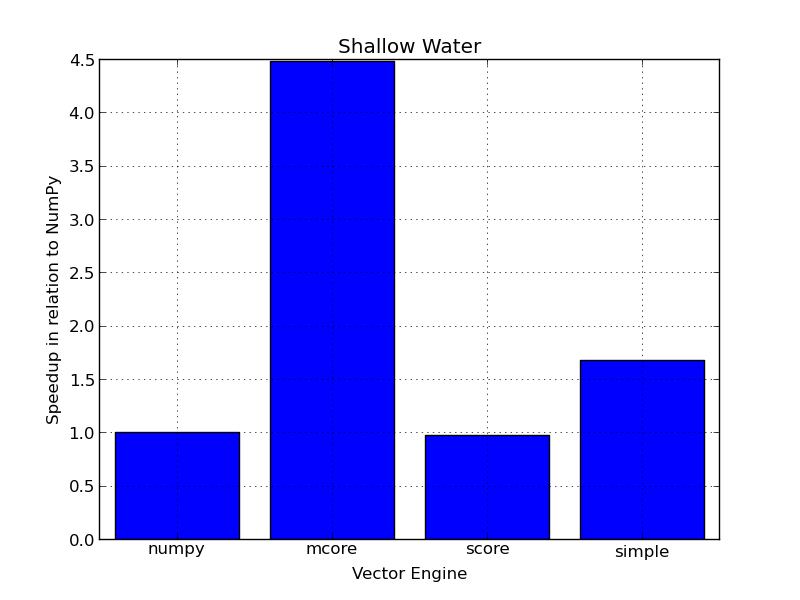 Shallow Water
4.5
4.0
3.5
3.0
2.5
2.0
1.5
1.0
0.5
0.0
Speedup in relation to NumPy
numpy mcore score simple
Vector Engine